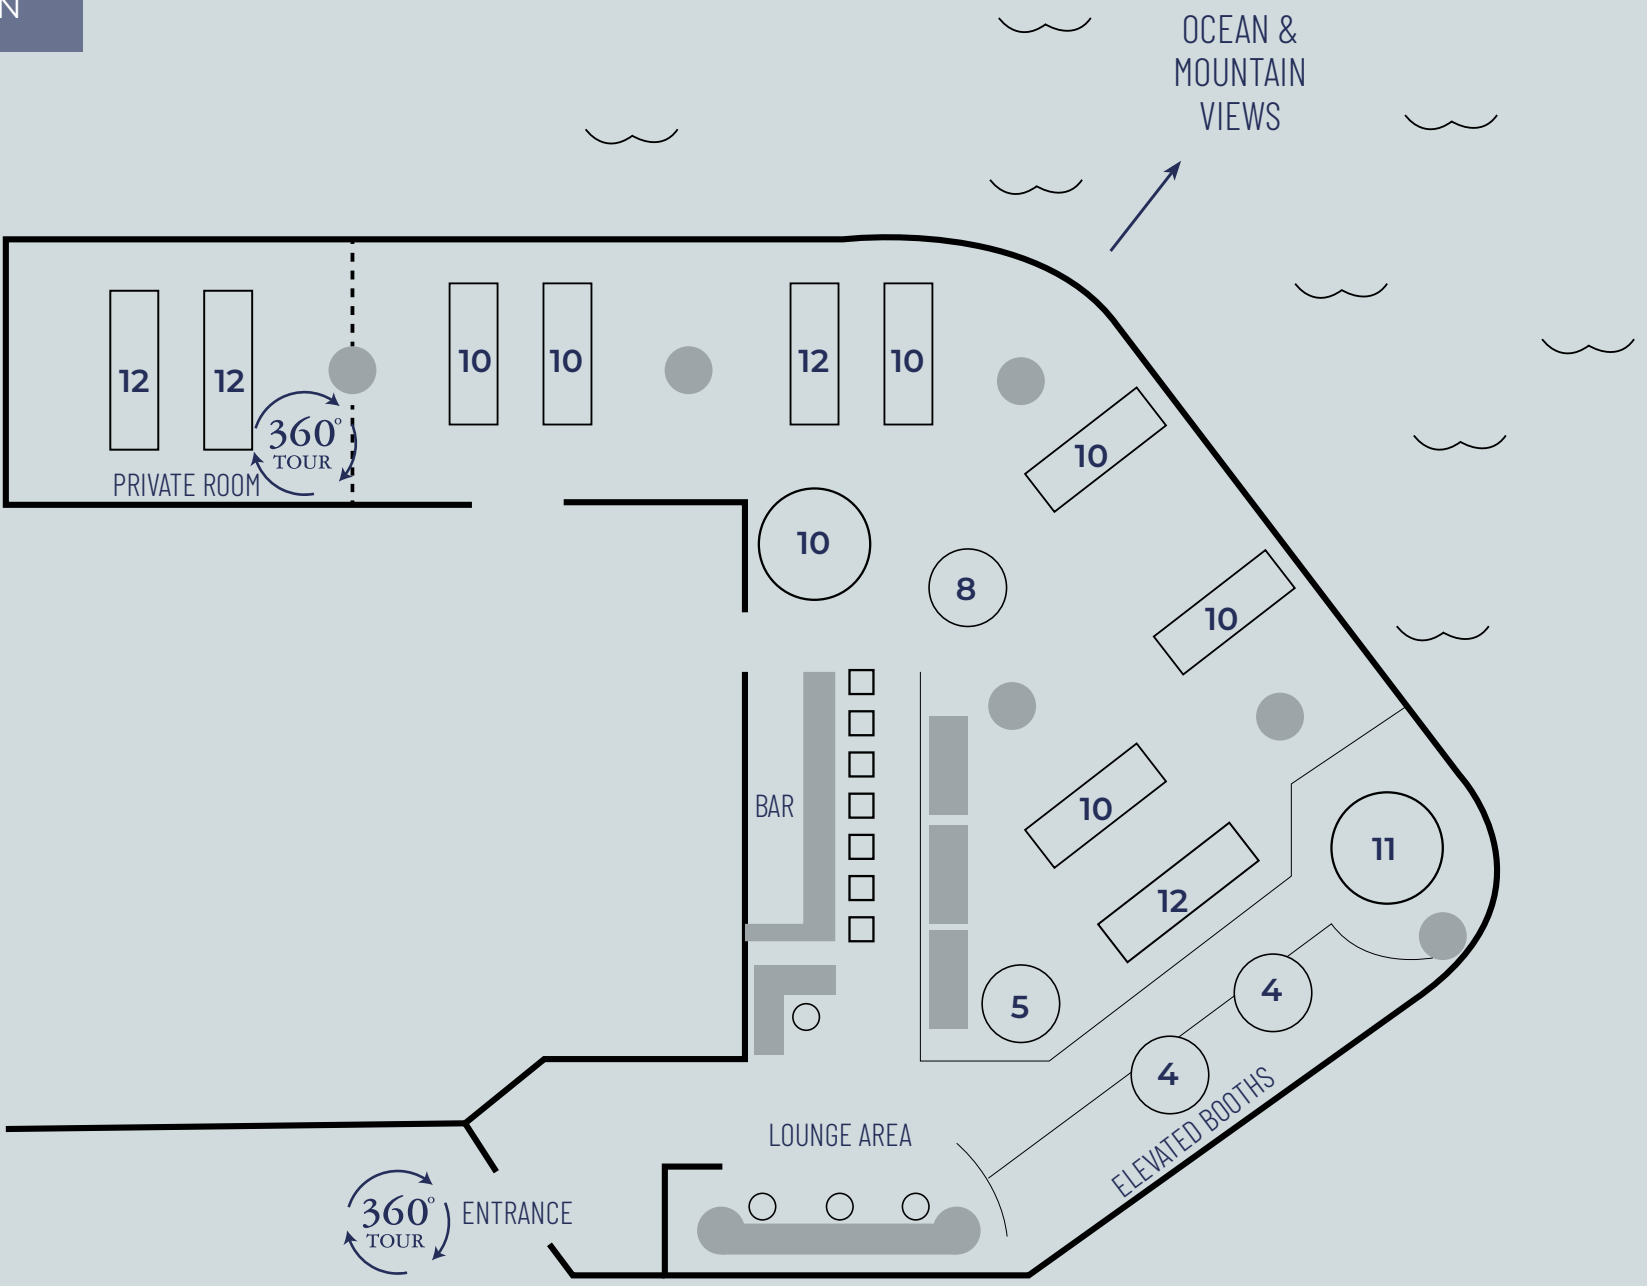 N
OCEAN &
MOUNTAIN
VIEWS
12
12
10
10
12
10
360°
TOUR
PRIVATE ROOM
10
10
8
10
BAR
10
11
12
5
4
4
ELEVATED BOOTHS
LOUNGE AREA
360°
TOUR
ENTRANCE